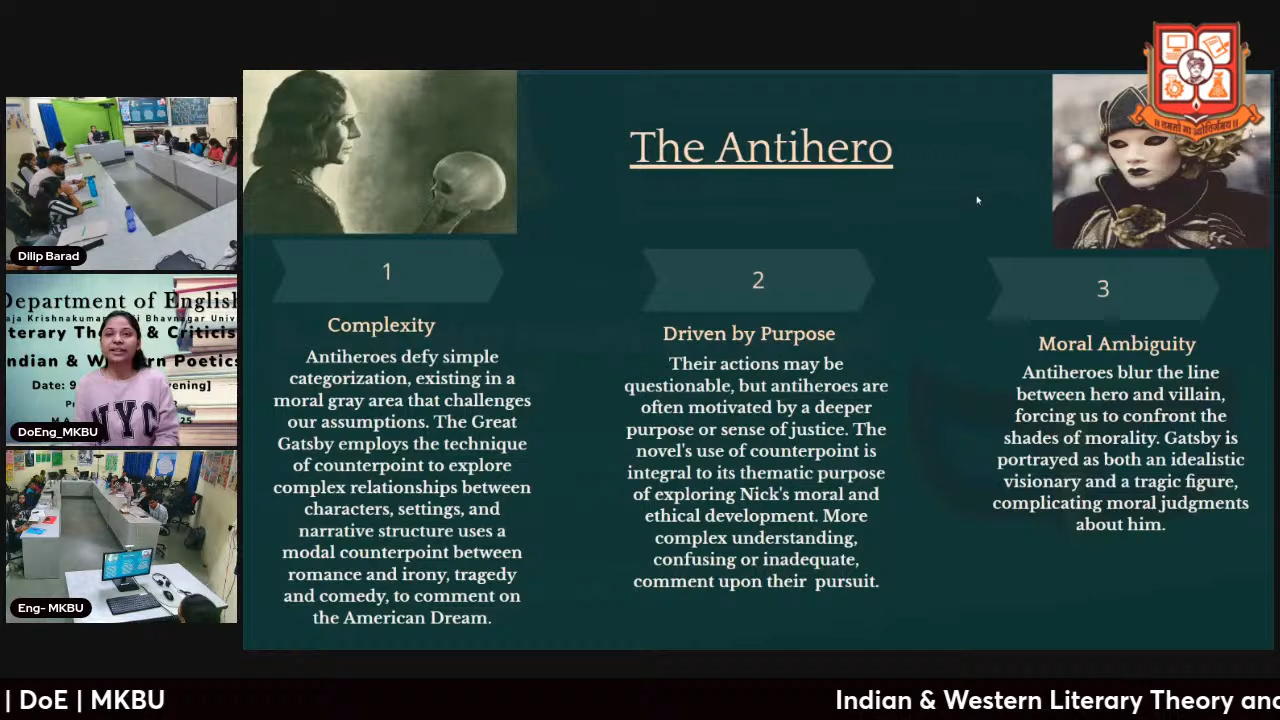 The Antihero
|| तमसो मा ज्योतिर्गमय ||
1
Complexity
Antiheroes defy simple
categorization, existing in a
moral gray area that challenges
our assumptions. The Great
Gatsby employs the technique
of counterpoint to explore
complex relationships between
characters, settings, and
narrative structure uses a
modal counterpoint between
romance and irony, tragedy
and comedy, to comment on
the American Dream.
2
Driven by Purpose
Their actions may be
questionable, but antiheroes are
often motivated by a deeper
purpose or sense of justice. The
novel's use of counterpoint is
integral to its thematic purpose
of exploring Nick's moral and
ethical development. More
complex understanding,
confusing or inadequate,
comment upon their pursuit.
3
Moral Ambiguity
Antiheroes blur the line
between hero and villain,
forcing us to confront the
shades of morality. Gatsby is
portrayed as both an idealistic
visionary and a tragic figure,
complicating moral judgments
about him.
Dilip Barad
Department of English
Krishnakumar Bhavnagar
& 
Indian & Poetics
Date: 9
NYC
DoEng_MKBU
Eng- MKBU
| DoE | MKBU
Indian & Western Literary Theory and